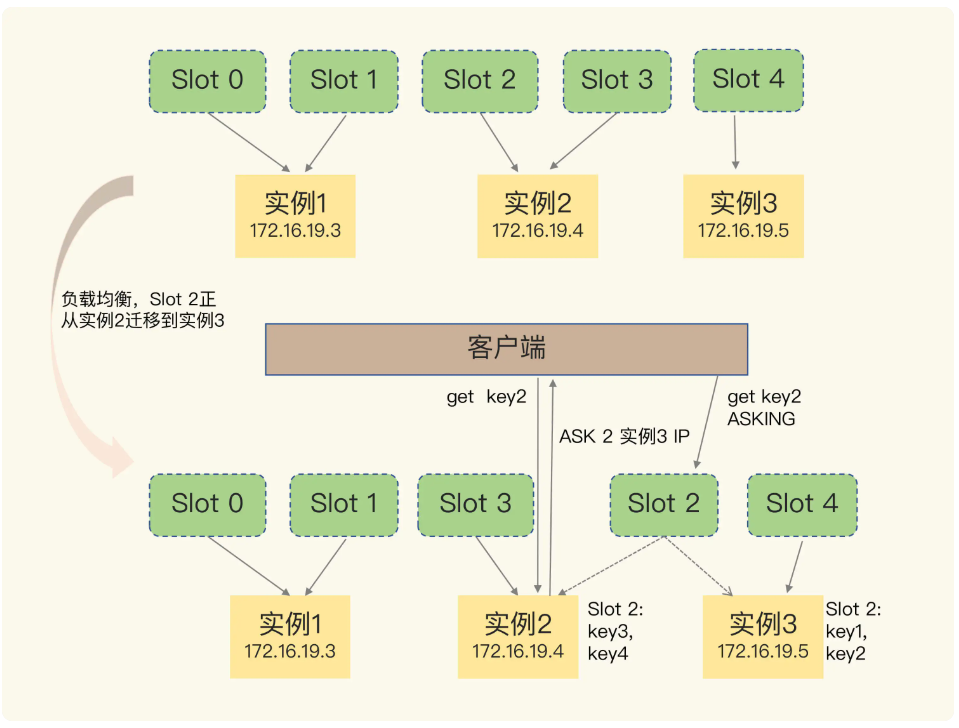 Slot 0
Slot 1
Slot 2
Slot 3
Slot 4
实例1
172.16.19.3
实例2
172.16.19.4
实例3
172.16.19.5
负载均衡，Slot 2正
从实例2迁移到实例3
客户端
get key2
ASK 2 实例3 IP
get key2
ASKING
Slot 0
Slot 1
Slot 3
Slot 2
Slot 4
实例1
172.16.19.3
实例2
172.16.19.4
Slot 2:
key3,
key4
实例3
172.16.19.5
Slot 2:
key1,
key2